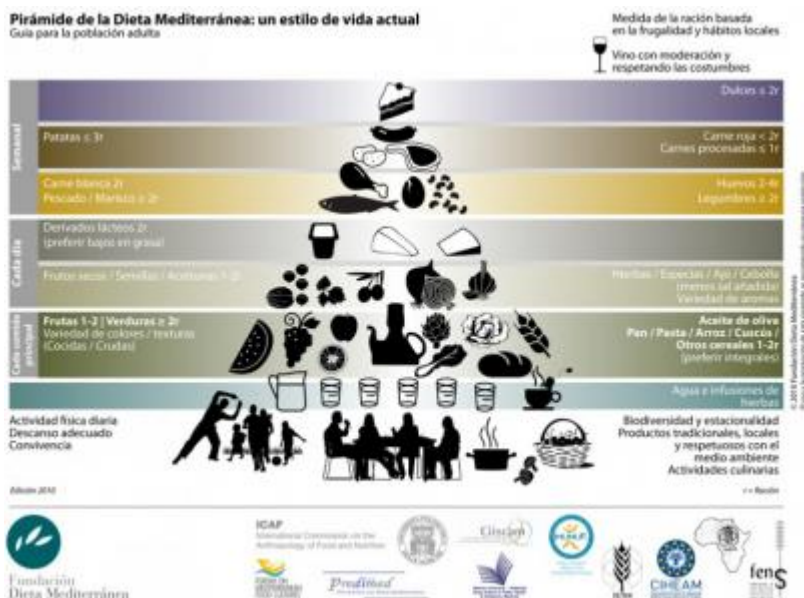 Pirámide de la Dieta Mediterránea: un estilo de vida actual
Guía para la población adulta
Medida de la ración basada
en la frugalidad y hábitos locales
Vino con moderación y
respetando las costumbres
Semanal
Dulces ≤ 2r
Patatas ≤ 3r
Carne roja < 2r
Carnes procesadas ≤ 1r
Carne blanca 2r
Pescado / Marisco ≥ 2r
Huevos 2-4r
Legumbres ≥ 2r
Cada día
Derivados lácteos 2r
(preferir bajos en grasa)
Frutos secos / Semillas / Aceitunas 1-2r
Hierbas / Especias / Ajo / Cebolla
(menos sal añadida)
Variedad de aromas
Cada comida
principal
Frutas 1-2 | Verduras ≥ 2r
Variedad de colores / texturas
(Cocidas / Crudas)
Aceite de oliva
Pan / Pasta / Arroz / Cuscús /
Otros cereales 1-2r
(preferir integrales)
Agua e infusiones de
hierbas
Actividad física diaria
Descanso adecuado
Convivencia
Biodiversidad y estacionalidad
Productos tradicionales, locales
y respetuosos con el
medio ambiente
Actividades culinarias
Edición 2010
r = Ración
© 2010 Fundación Dieta Mediterránea
Fundación
Dieta Mediterránea
ICAF
International Commission on the
Anthropology of Food and Nutrition
Predimed
Ciiscam
CIHEAM
fens